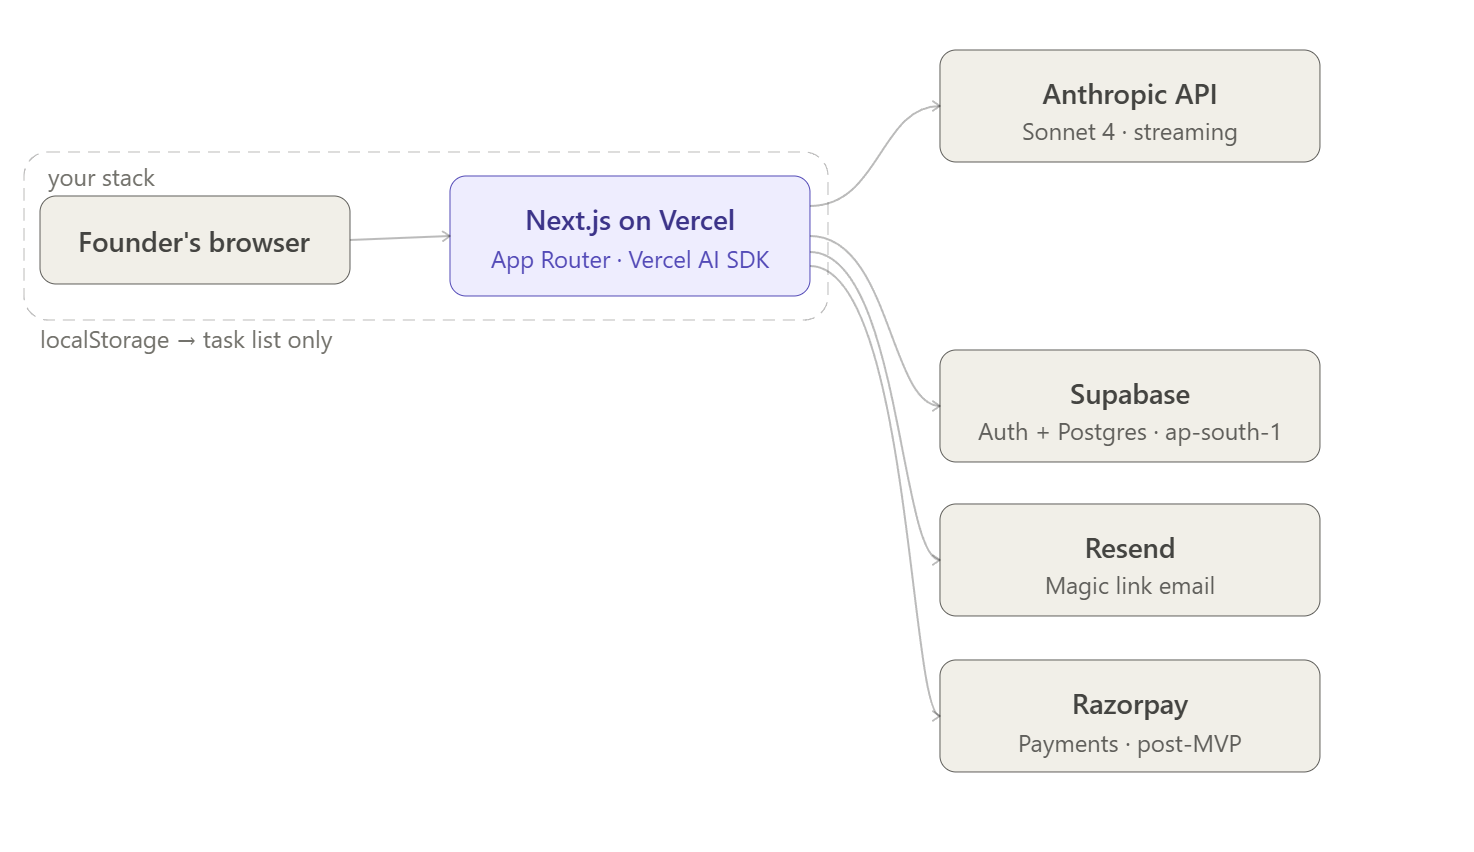 your stack
Founder's browser
localStorage → task list only
Next.js on Vercel
App Router · Vercel AI SDK
Anthropic API
Sonnet 4 · streaming
Supabase
Auth + Postgres · ap-south-1
Resend
Magic link email
Razorpay
Payments · post-MVP